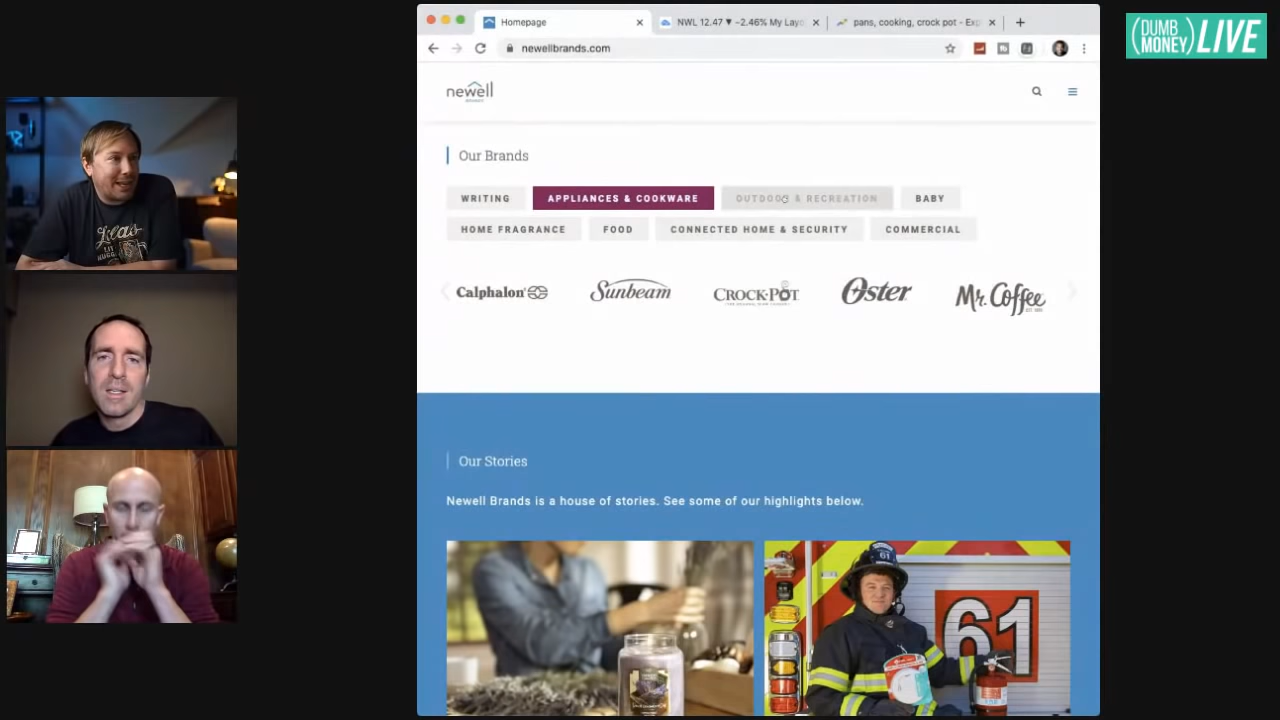 Homepage
NWL 12.47 ▼ −2.46% My Layo
pans, cooking, crock pot - Exp
(DUMB MONEY) LIVE
newellbrands.com
newell
BRANDS
Our Brands
WRITING
APPLIANCES & COOKWARE
OUTDOOR & RECREATION
BABY
HOME FRAGRANCE
FOOD
CONNECTED HOME & SECURITY
COMMERCIAL
Calphalon
Sunbeam
CROCK·POT
Oster
Mr. Coffee
Our Stories
Newell Brands is a house of stories. See some of our highlights below.
61
61